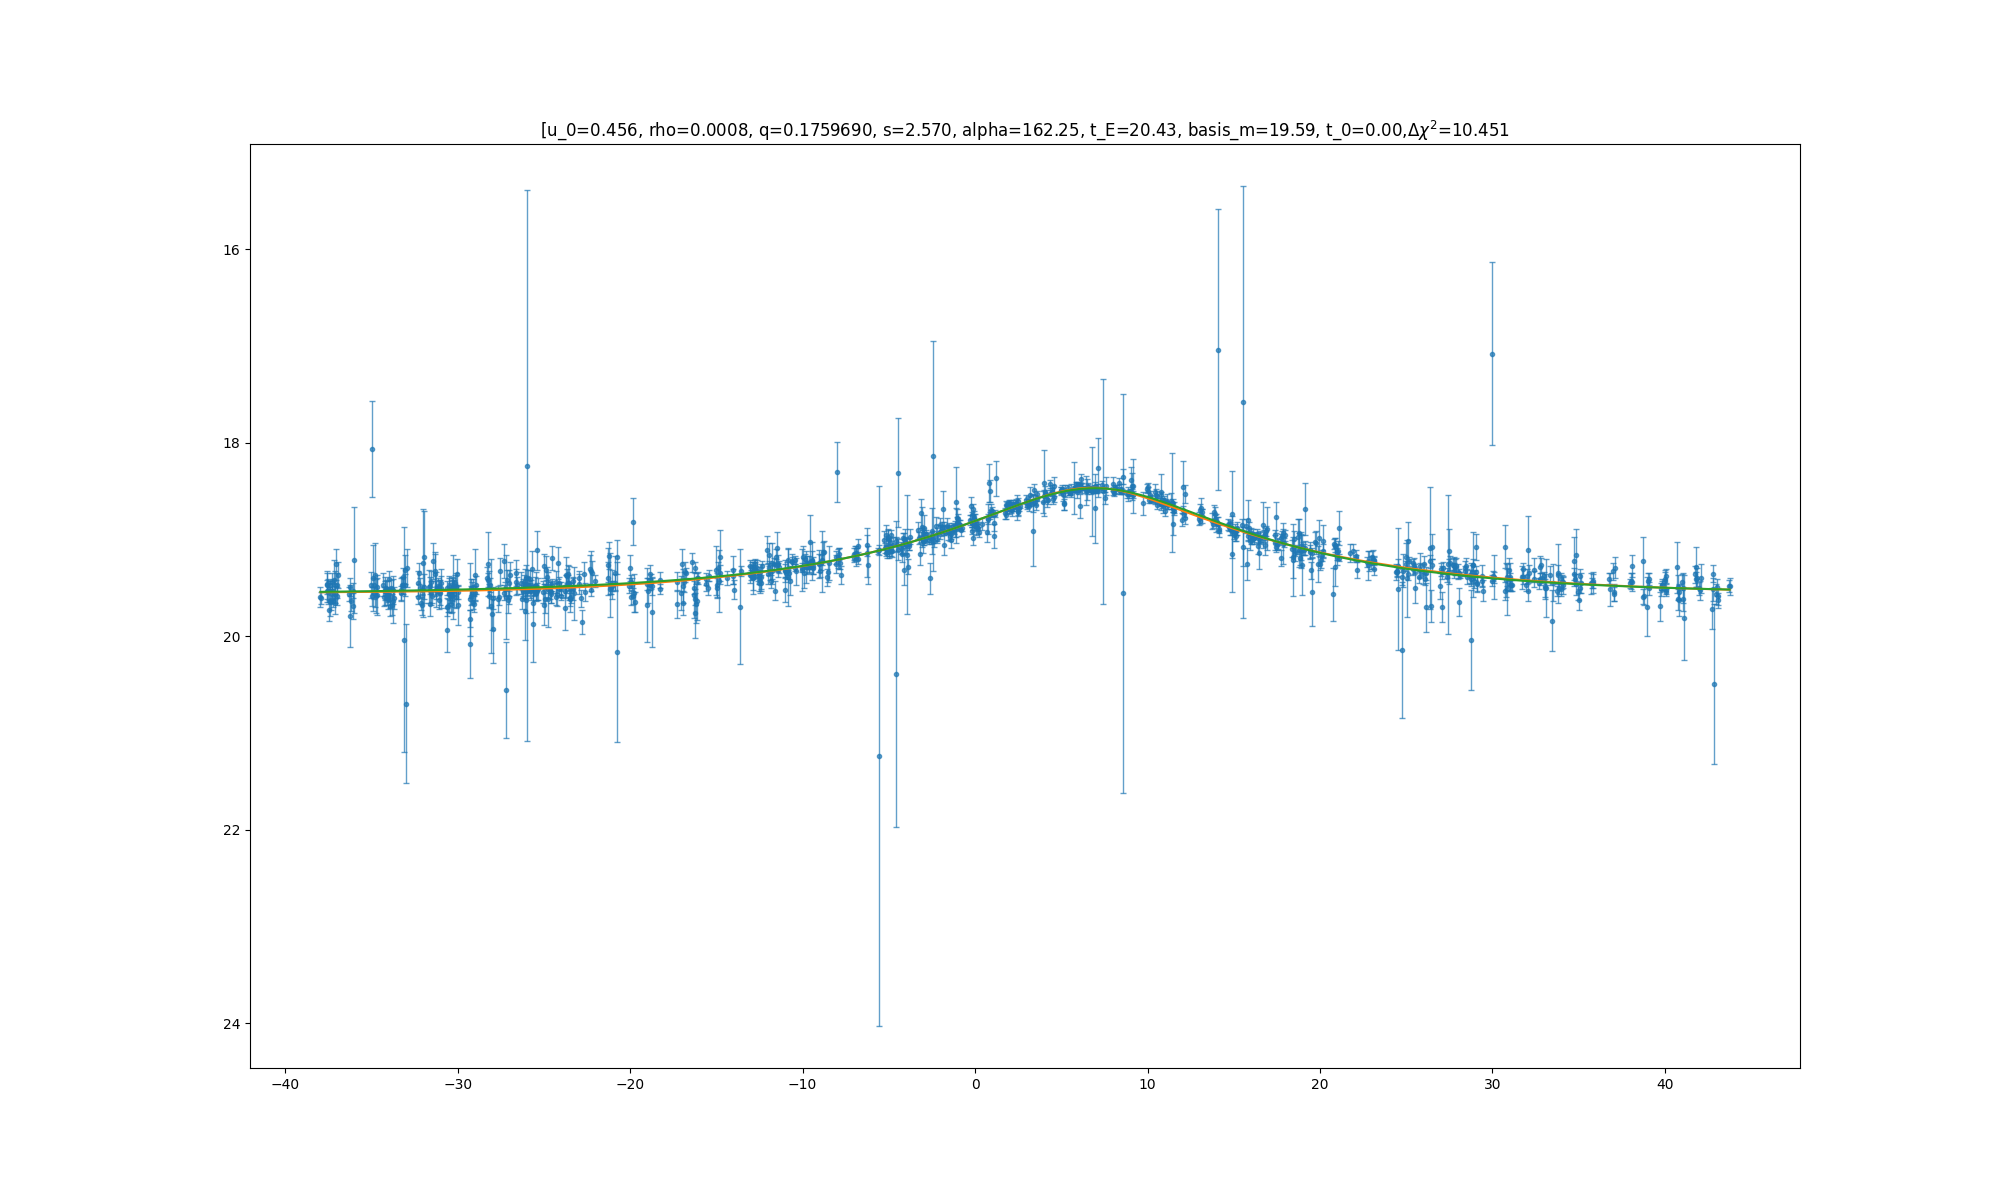 [u_0=0.456, rho=0.0008, q=0.1759690, s=2.570, alpha=162.25, t_E=20.43, basis_m=19.59, t_0=0.00,Δχ²=10.451
16
18
20
22
24
−40 −30 −20 −10 0 10 20 30 40